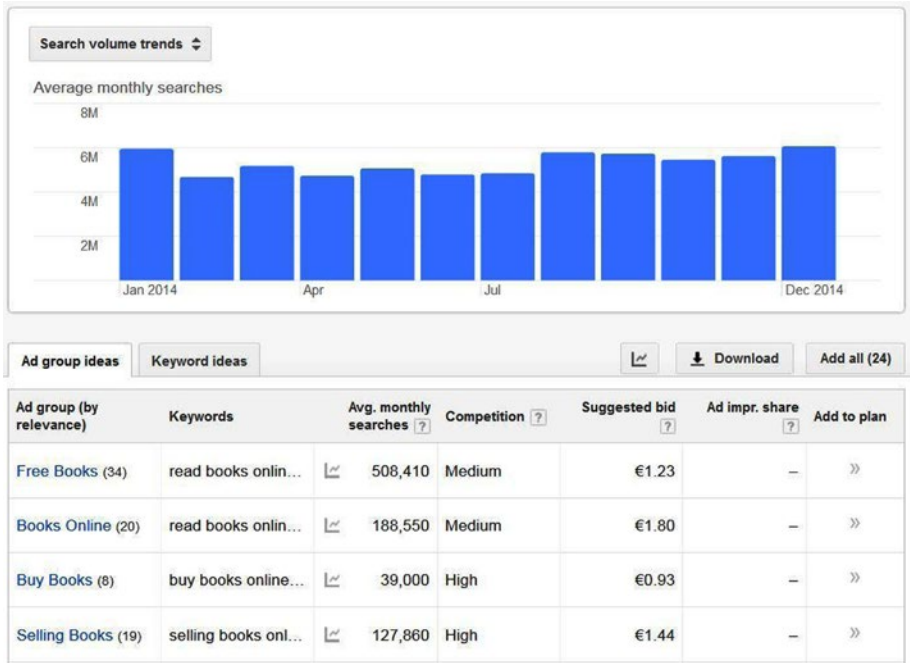 Search volume trends
Average monthly searches
8M
6M
4M
2M
Jan 2014 Apr Jul Dec 2014
Ad group ideas Keyword ideas Download Add all (24)
Ad group (by relevance) Keywords Avg. monthly searches ? Competition ? Suggested bid ? Ad impr. share ? Add to plan
Free Books (34) read books onlin... 508,410 Medium €1.23 – »
Books Online (20) read books onlin... 188,550 Medium €1.80 – »
Buy Books (8) buy books online... 39,000 High €0.93 – »
Selling Books (19) selling books onl... 127,860 High €1.44 – »